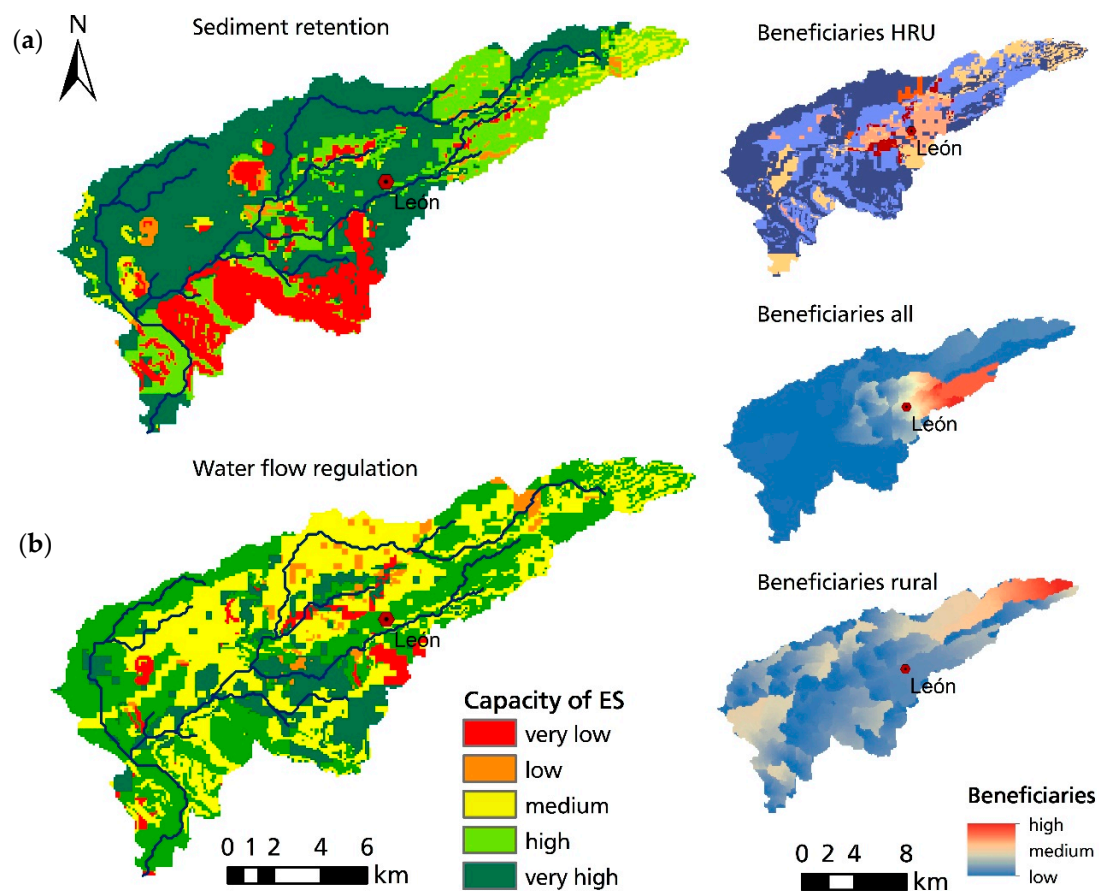 (a)
N
Sediment retention
León
Beneficiaries HRU
León
Beneficiaries all
León
(b)
Water flow regulation
León
Capacity of ES
very low
low
medium
high
very high
0 1 2 4 6
km
Beneficiaries rural
León
Beneficiaries
high
medium
low
0 2 4 8
km